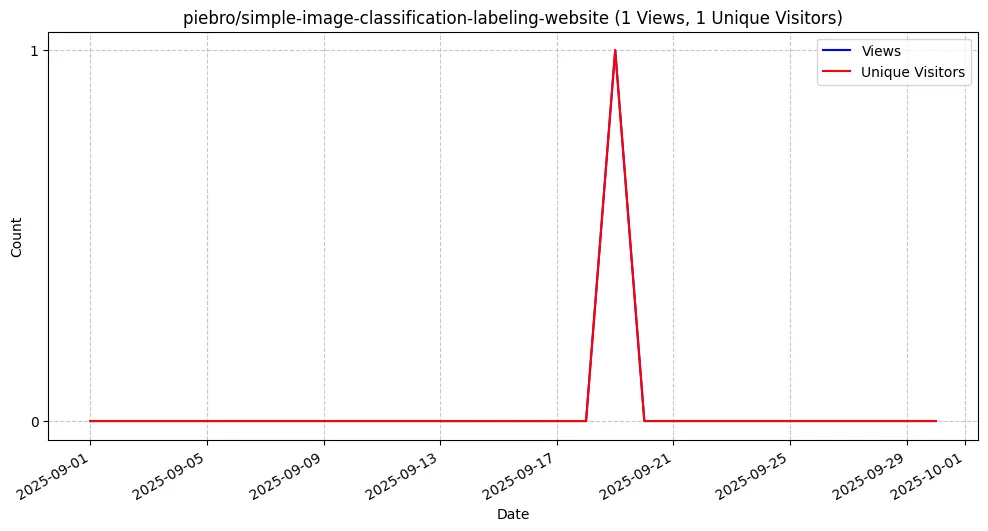 piebro/simple-image-classification-labeling-website (1 Views, 1 Unique Visitors)
Views
Unique Visitors
1
0
Count
2025-09-01
2025-09-05
2025-09-09
2025-09-13
2025-09-17
2025-09-21
2025-09-25
2025-09-29
2025-10-01
Date